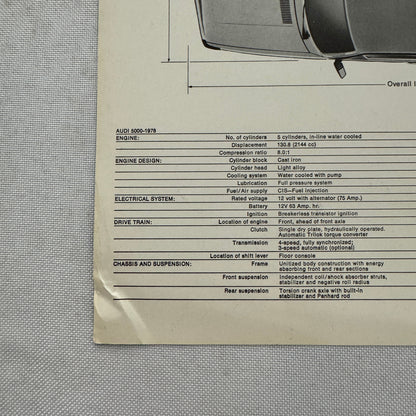 Overall l
AUDI 5000-1978
ENGINE: No. of cylinders 5 cylinders, in-line water cooled
Displacement 130.8 (2144 cc)
Compression ratio 8.0:1
ENGINE DESIGN: Cylinder block Cast iron
Cylinder head Light alloy
Cooling system Water cooled with pump
Lubrication Full pressure system
Fuel/Air supply CIS—Fuel injection
ELECTRICAL SYSTEM: Rated voltage 12 volt with alternator (75 Amp.)
Battery 12V 63 Amp. hr.
Ignition Breakerless transistor ignition
DRIVE TRAIN: Location of engine Front, ahead of front axle
Clutch Single dry plate, hydraulically operated.
Automatic Trilok torque converter
Transmission 4-speed, fully synchronized;
3-speed automatic (optional)
Location of shift lever Floor console
CHASSIS AND SUSPENSION: Frame Unitized body construction with energy
absorbing front and rear sections
Front suspension Independent coil/shock absorber struts,
stabilizer and negative roll radius
Rear suspension Torsion crank axle with built-in
stabilizer and Panhard rod